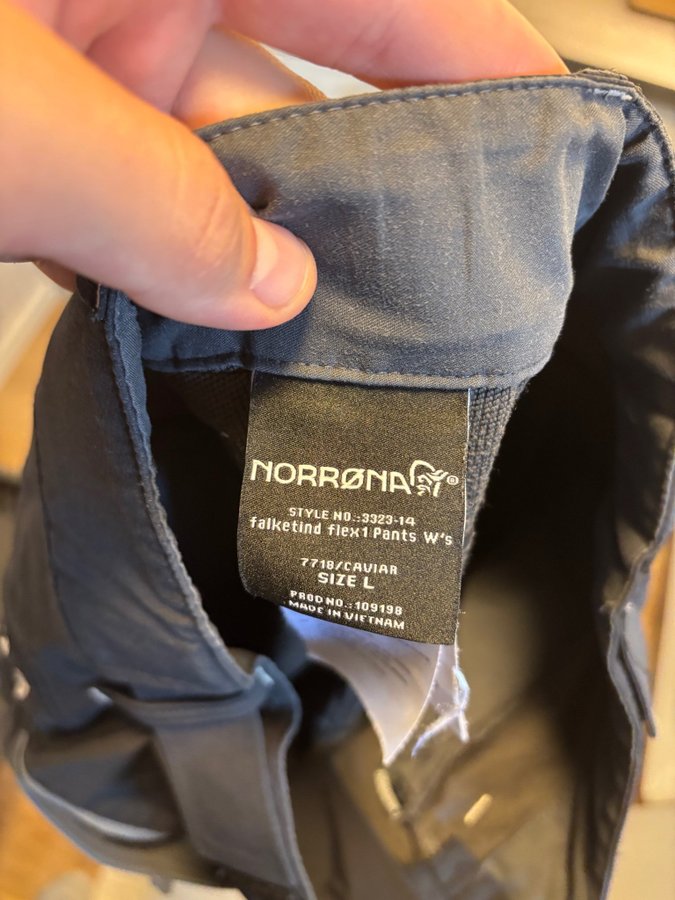 NORRØNA®
STYLE NO.:3323-14
falketind flex1 Pants W's
7718/CAVIAR
SIZE L
PROD NO.:109198
MADE IN VIETNAM